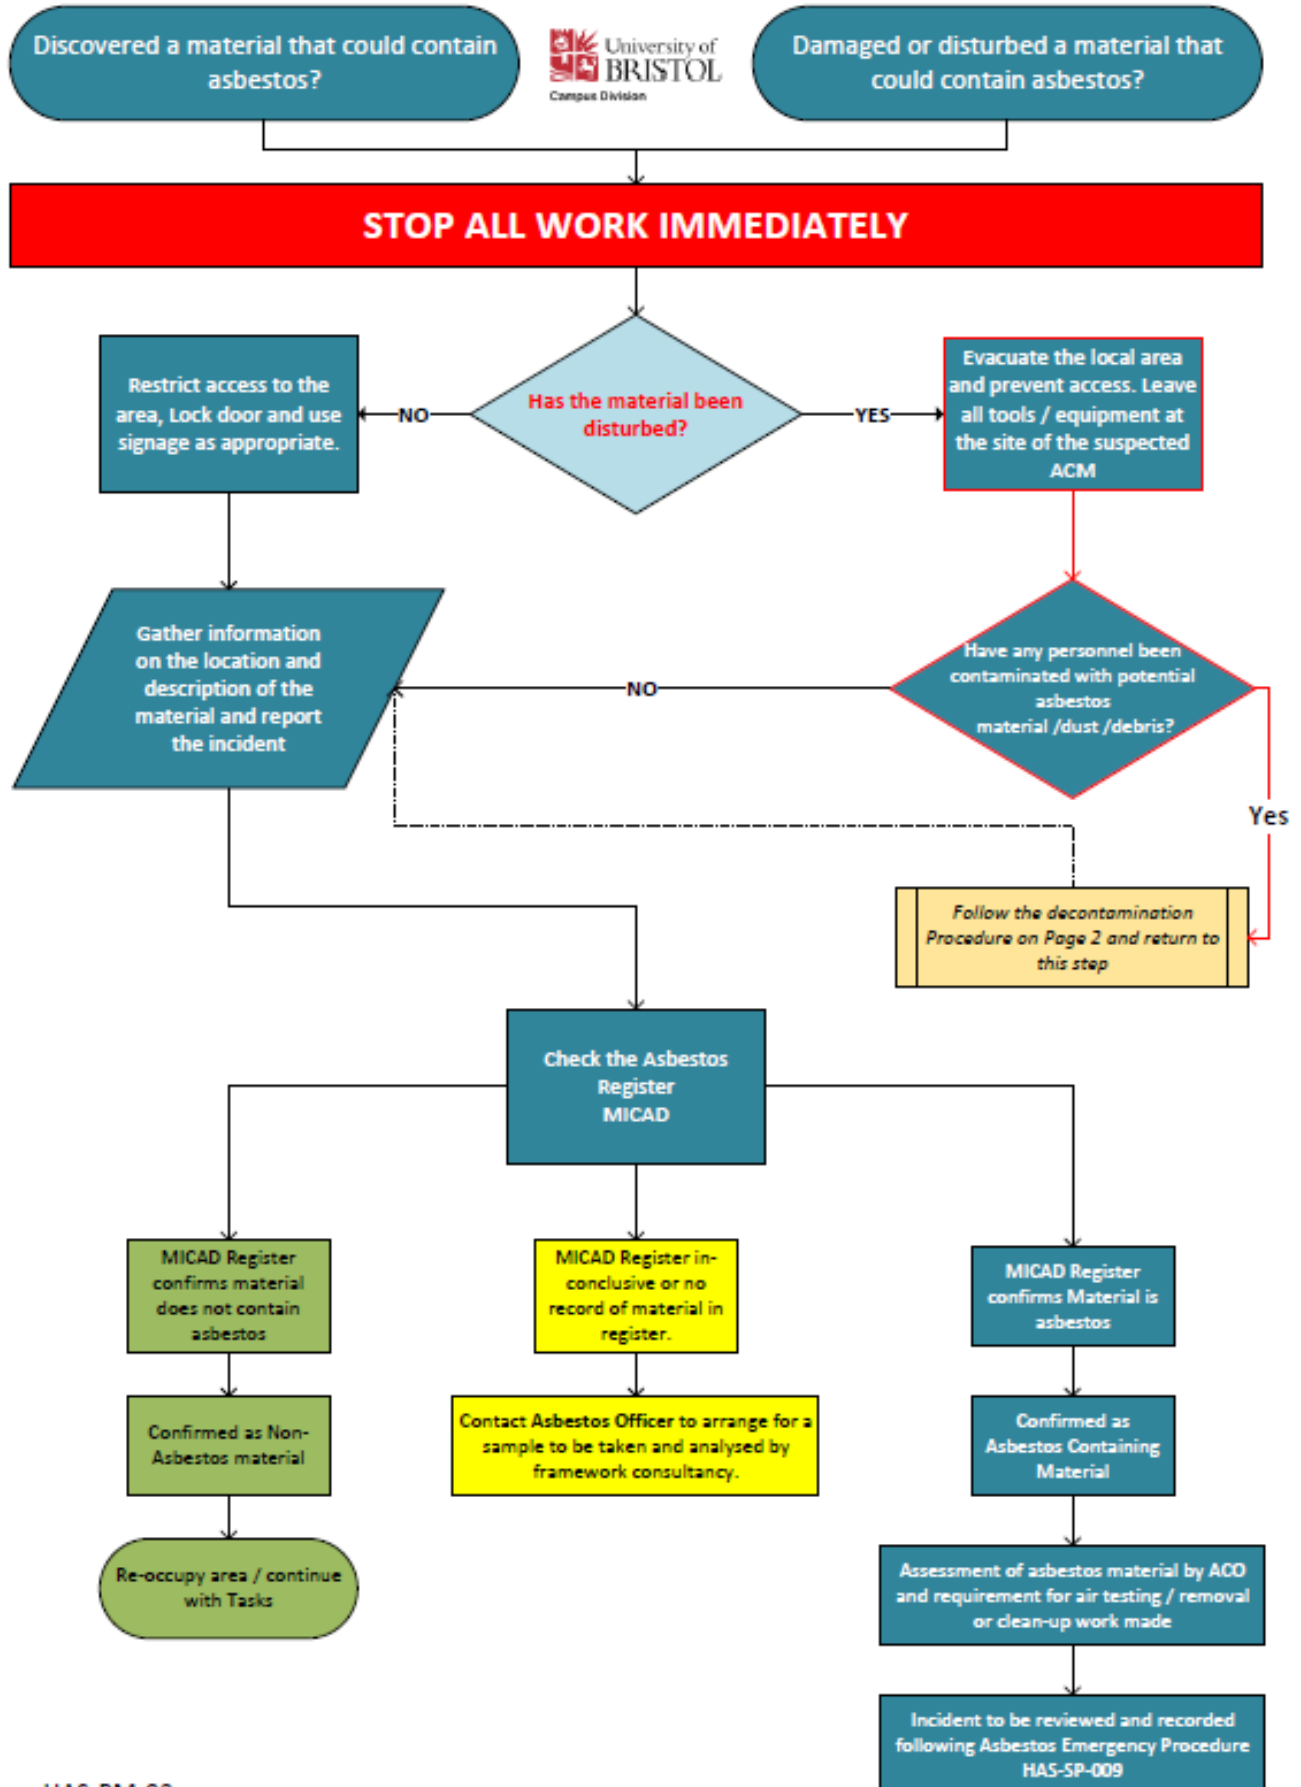 Discovered a material that could contain
asbestos?
University of
BRISTOL
Campus Division
Damaged or disturbed a material that
could contain asbestos?
STOP ALL WORK IMMEDIATELY
Restrict access to the
area, Lock door and use
signage as appropriate.
NO
Has the material been
disturbed?
YES
Evacuate the local area
and prevent access. Leave
all tools / equipment at
the site of the suspected
ACM
Gather information
on the location and
description of the
material and report
the incident
NO
Have any personnel been
contaminated with potential
asbestos
material /dust /debris?
Yes
Follow the decontamination
Procedure on Page 2 and return to
this step
Check the Asbestos
Register
MICAD
MICAD Register
confirms material
does not contain
asbestos
MICAD Register in-
conclusive or no
record of material in
register.
MICAD Register
confirms Material is
asbestos
Confirmed as Non-
Asbestos material
Contact Asbestos Officer to arrange for a
sample to be taken and analysed by
framework consultancy.
Confirmed as
Asbestos Containing
Material
Re-occupy area / continue
with Tasks
Assessment of asbestos material by ACO
and requirement for air testing / removal
or clean-up work made
Incident to be reviewed and recorded
following Asbestos Emergency Procedure
HAS-SP-009